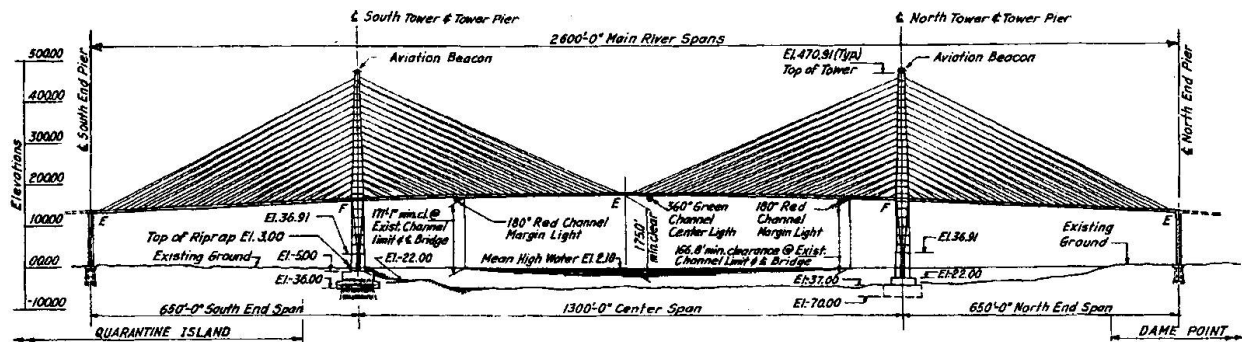 ℄ South Tower & Tower Pier
℄ North Tower & Tower Pier
2600'-0" Main River Spans
Aviation Beacon
El.470.91 (Typ.)
Top of Tower
Aviation Beacon
500.00
400.00
300.00
200.00
100.00
00.00
-100.00
Elevations
℄ South End Pier
℄ North End Pier
E
F
E
F
E
El.36.91
Top of Riprap El. 3.00
Existing Ground
El.-5.00
El.-36.00
171'-1" min.cl.@
Exist. Channel
limit & ℄ Bridge
El.-22.00
180° Red Channel
Margin Light
Mean High Water El. 2.18
175.0'
min. clear
360° Green
Channel
Center Ligth
180° Red
Channel
Margin Light
166.8' min. clearance @ Exist.
Channel Limit & ℄ Bridge
El.36.91
Existing
Ground
El.-22.00
El.-37.00
El.-70.00
650'-0" South End Span
1300'-0" Center Span
650'-0" North End Span
QUARANTINE ISLAND
DAME POINT